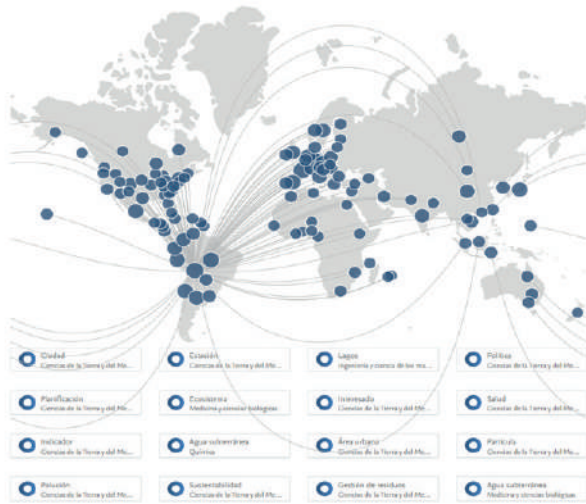 Ciudad
Ciencias de la Tierra y del Me...
Estación
Ciencias de la Tierra y del Me...
Lagos
Ingeniería y ciencia de los ma...
Política
Ciencias de la Tierra y del Me...
Planificación
Ciencias de la Tierra y del Me...
Ecosistema
Medicina y ciencias biológicas
Interesado
Ciencias de la Tierra y del Me...
Salud
Ciencias de la Tierra y del Me...
Indicador
Ciencias de la Tierra y del Me...
Agua subterránea
Química
Área urbana
Ciencias de la Tierra y del Me...
Partícula
Ciencias de la Tierra y del Me...
Polución
Ciencias de la Tierra y del Me...
Sustentabilidad
Ciencias de la Tierra y del Me...
Gestión de residuos
Ciencias de la Tierra y del Me...
Agua subterránea
Medicina y ciencias biológicas